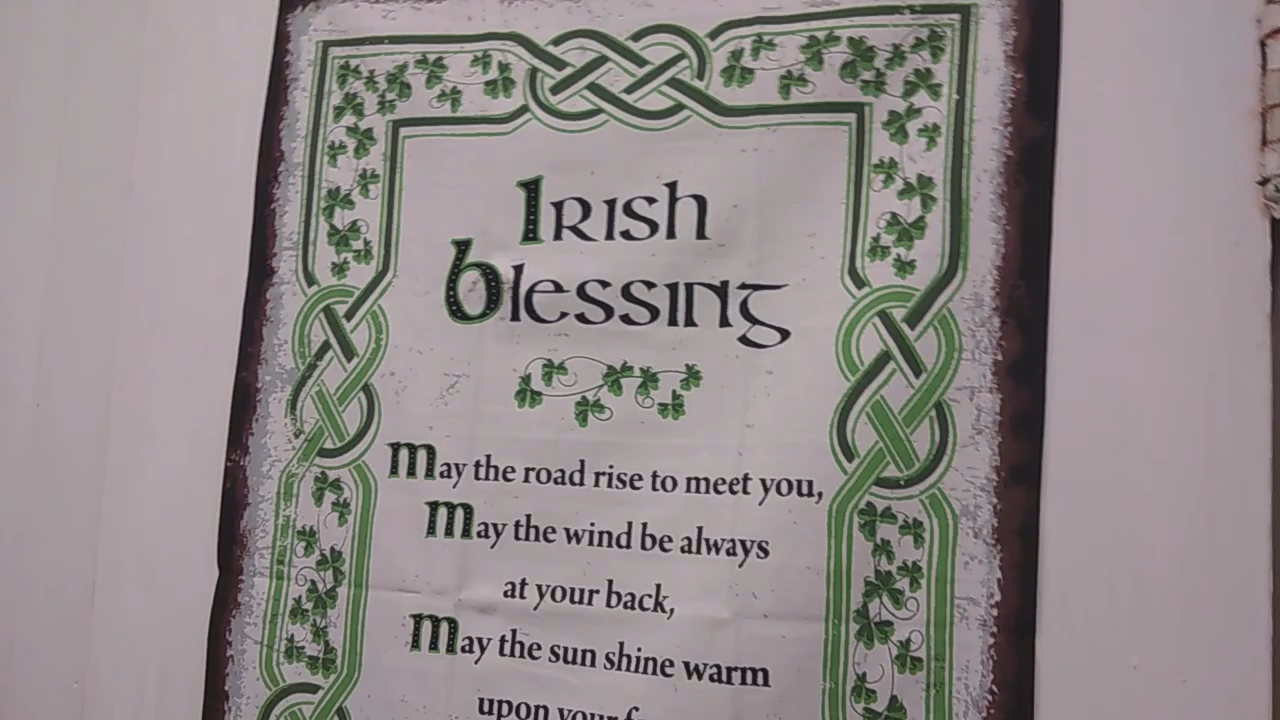 Irish
Blessing
May the road rise to meet you,
May the wind be always
at your back,
May the sun shine warm
upon your